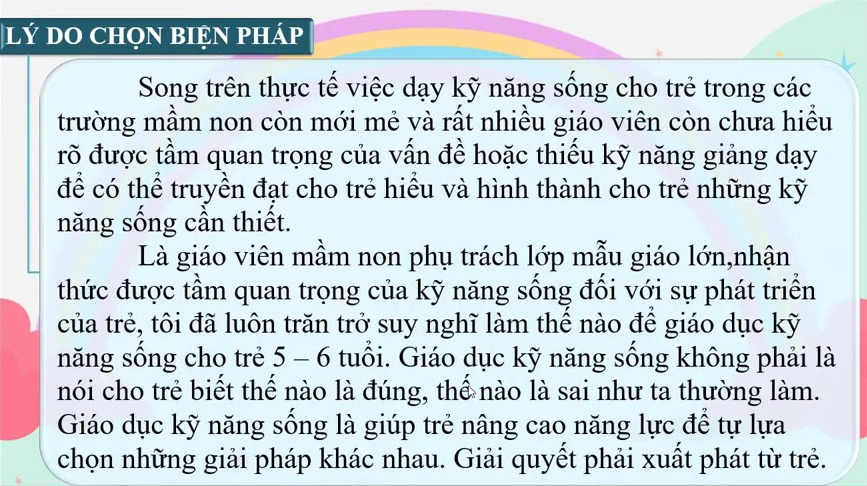 LÝ DO CHỌN BIỆN PHÁP
Song trên thực tế việc dạy kỹ năng sống cho trẻ trong các
trường mầm non còn mới mẻ và rất nhiều giáo viên còn chưa hiểu
rõ được tầm quan trọng của vấn đề hoặc thiếu kỹ năng giảng dạy
để có thể truyền đạt cho trẻ hiểu và hình thành cho trẻ những kỹ
năng sống cần thiết.
Là giáo viên mầm non phụ trách lớp mẫu giáo lớn,nhận
thức được tầm quan trọng của kỹ năng sống đối với sự phát triển
của trẻ, tôi đã luôn trăn trở suy nghĩ làm thế nào để giáo dục kỹ
năng sống cho trẻ 5 – 6 tuổi. Giáo dục kỹ năng sống không phải là
nói cho trẻ biết thế nào là đúng, thế nào là sai như ta thường làm.
Giáo dục kỹ năng sống là giúp trẻ nâng cao năng lực để tự lựa
chọn những giải pháp khác nhau. Giải quyết phải xuất phát từ trẻ.